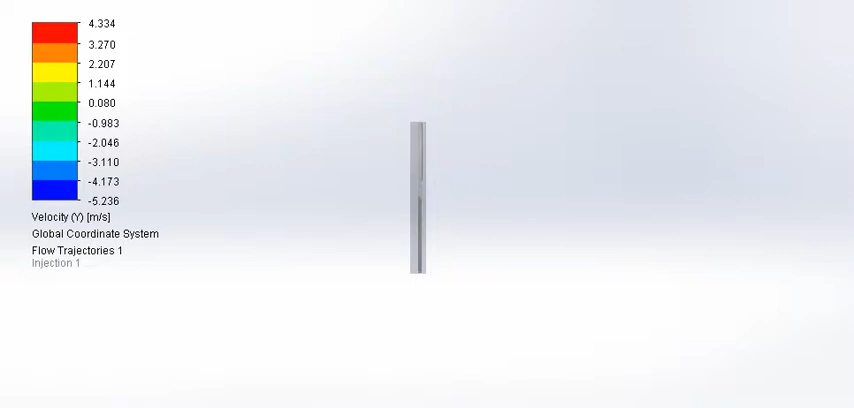 4.334
3.270
2.207
1.144
0.080
-0.983
-2.046
-3.110
-4.173
-5.236
Velocity (Y) [m/s]
Global Coordinate System
Flow Trajectories 1
Injection 1